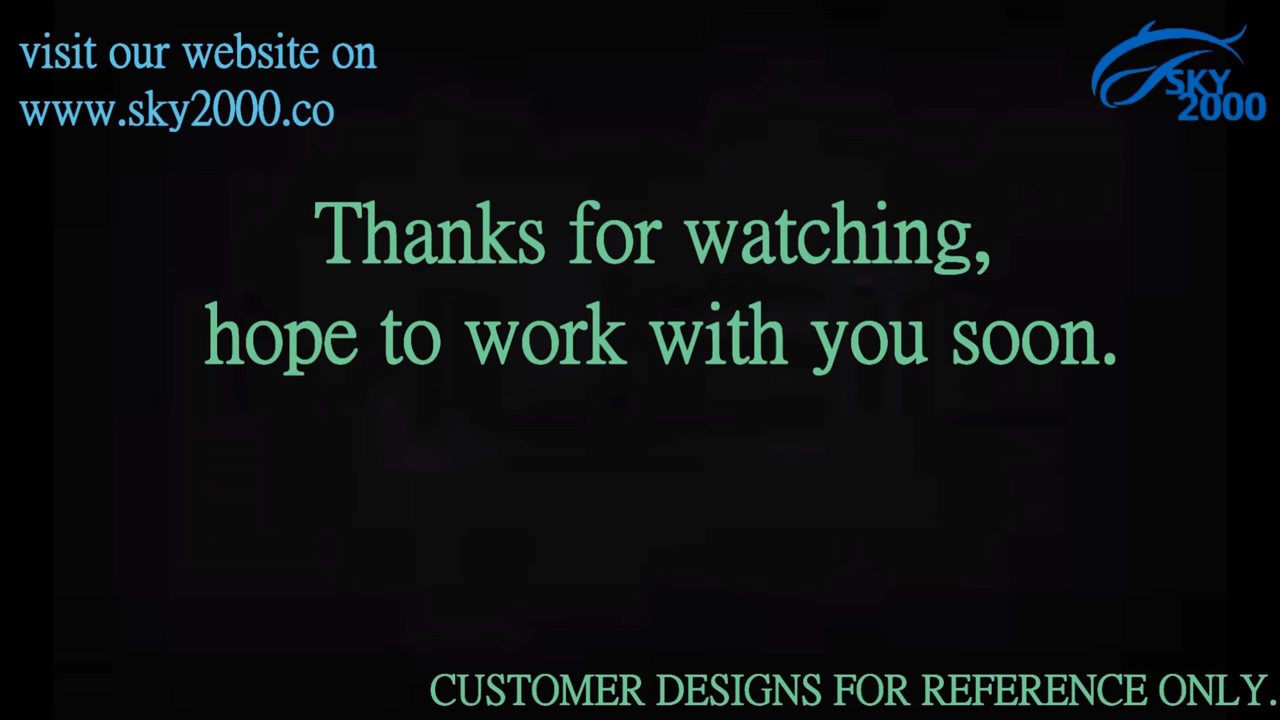 visit our website on
www.sky2000.co
SKY
2000
Thanks for watching,
hope to work with you soon.
CUSTOMER DESIGNS FOR REFERENCE ONLY.